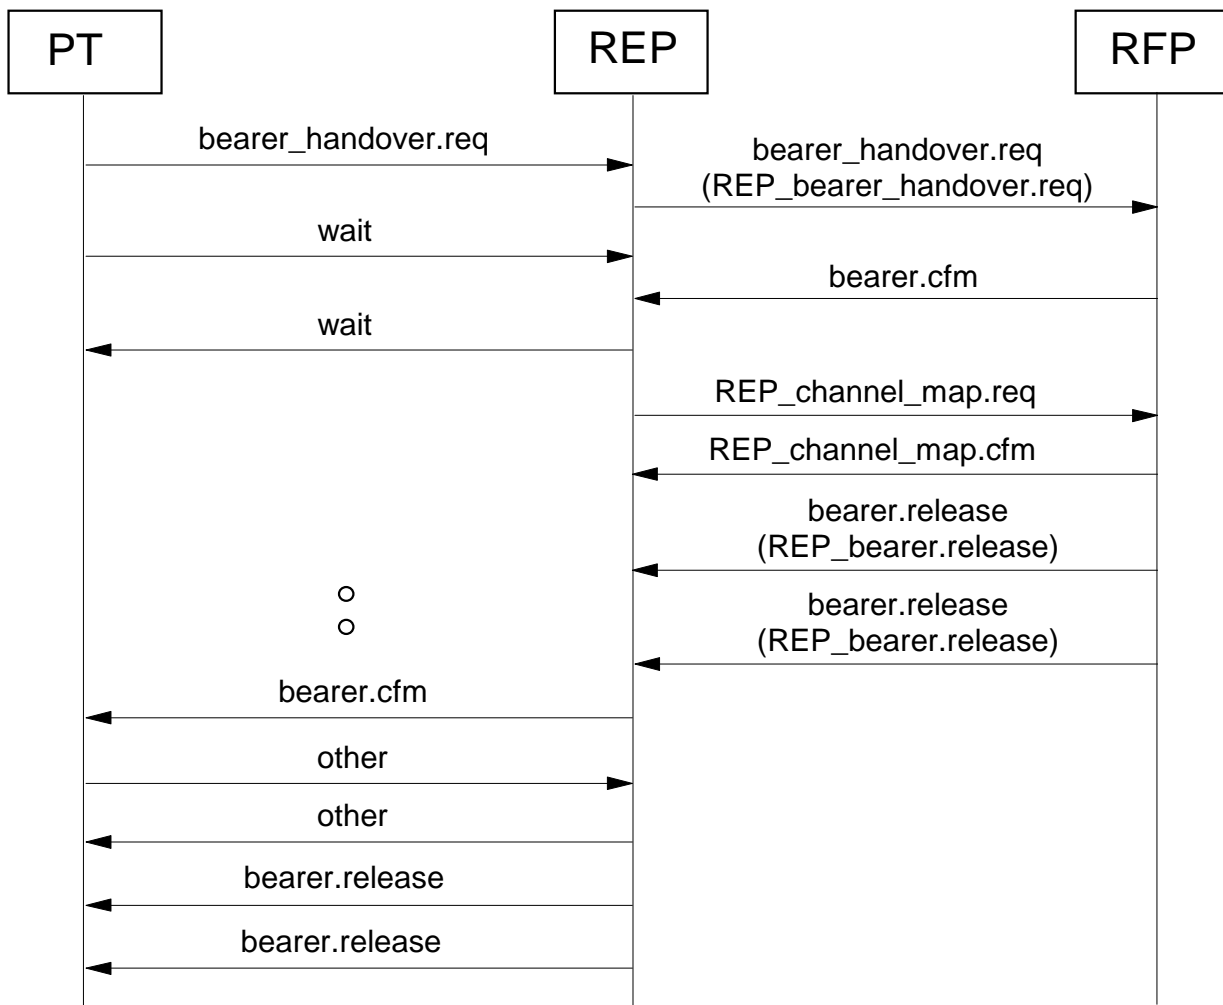 PT
REP
RFP
bearer_handover.req
bearer_handover.req
(REP_bearer_handover.req)
wait
bearer.cfm
wait
REP_channel_map.req
REP_channel_map.cfm
bearer.release
(REP_bearer.release)
bearer.release
(REP_bearer.release)
bearer.cfm
other
other
bearer.release
bearer.release